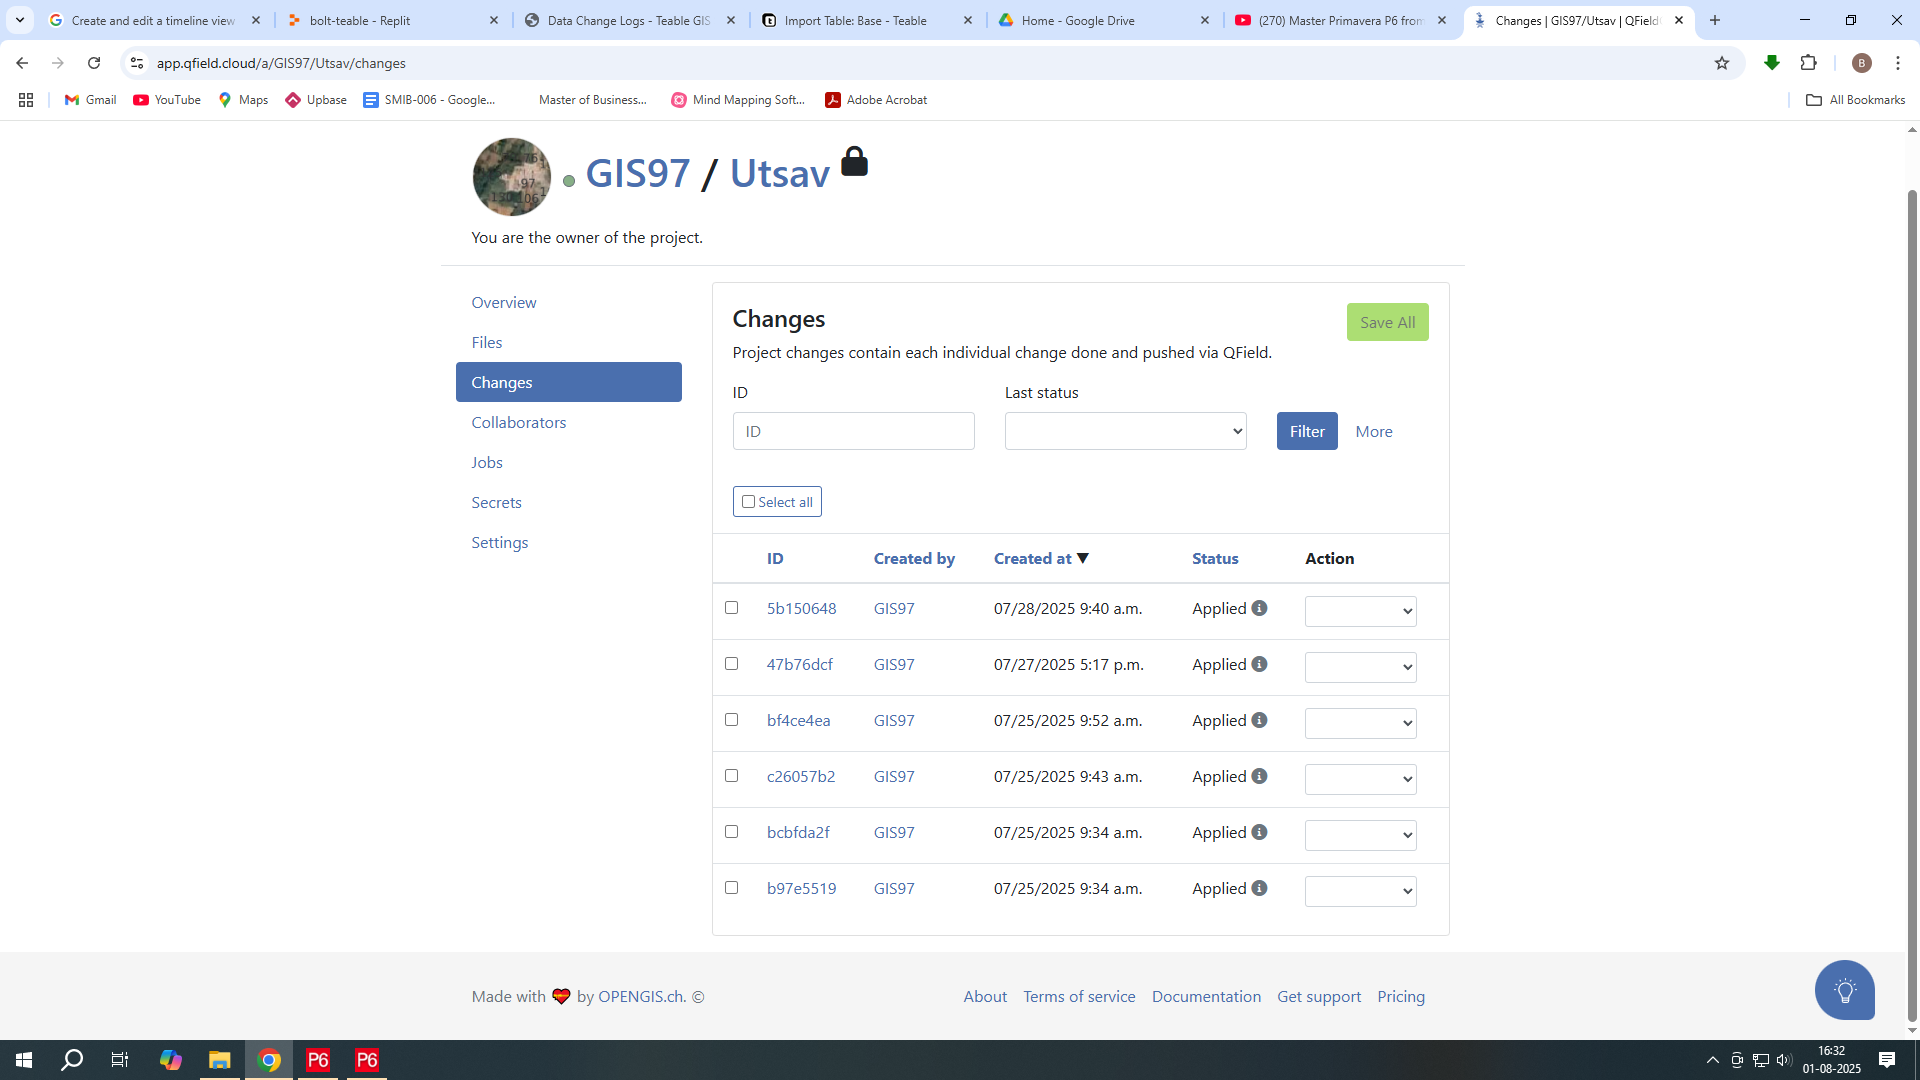 Create and edit a timeline view
bolt-teable - Replit
Data Change Logs - Teable GIS
Import Table: Base - Teable
Home - Google Drive
(270) Master Primavera P6 from
Changes | GIS97/Utsav | QField
app.qfield.cloud/a/GIS97/Utsav/changes
B
Gmail
YouTube
Maps
Upbase
SMIB-006 - Google...
Master of Business...
Mind Mapping Soft...
Adobe Acrobat
All Bookmarks
GIS97 / Utsav
You are the owner of the project.
Overview
Files
Changes
Collaborators
Jobs
Secrets
Settings
Changes
Save All
Project changes contain each individual change done and pushed via QField.
ID
Last status
ID
Filter
More
Select all
ID Created by Created at ▼ Status Action
5b150648 GIS97 07/28/2025 9:40 a.m. Applied
47b76dcf GIS97 07/27/2025 5:17 p.m. Applied
bf4ce4ea GIS97 07/25/2025 9:52 a.m. Applied
c26057b2 GIS97 07/25/2025 9:43 a.m. Applied
bcbfda2f GIS97 07/25/2025 9:34 a.m. Applied
b97e5519 GIS97 07/25/2025 9:34 a.m. Applied
Made with by OPENGIS.ch. ©
About Terms of service Documentation Get support Pricing
P6
P6
16:32
01-08-2025